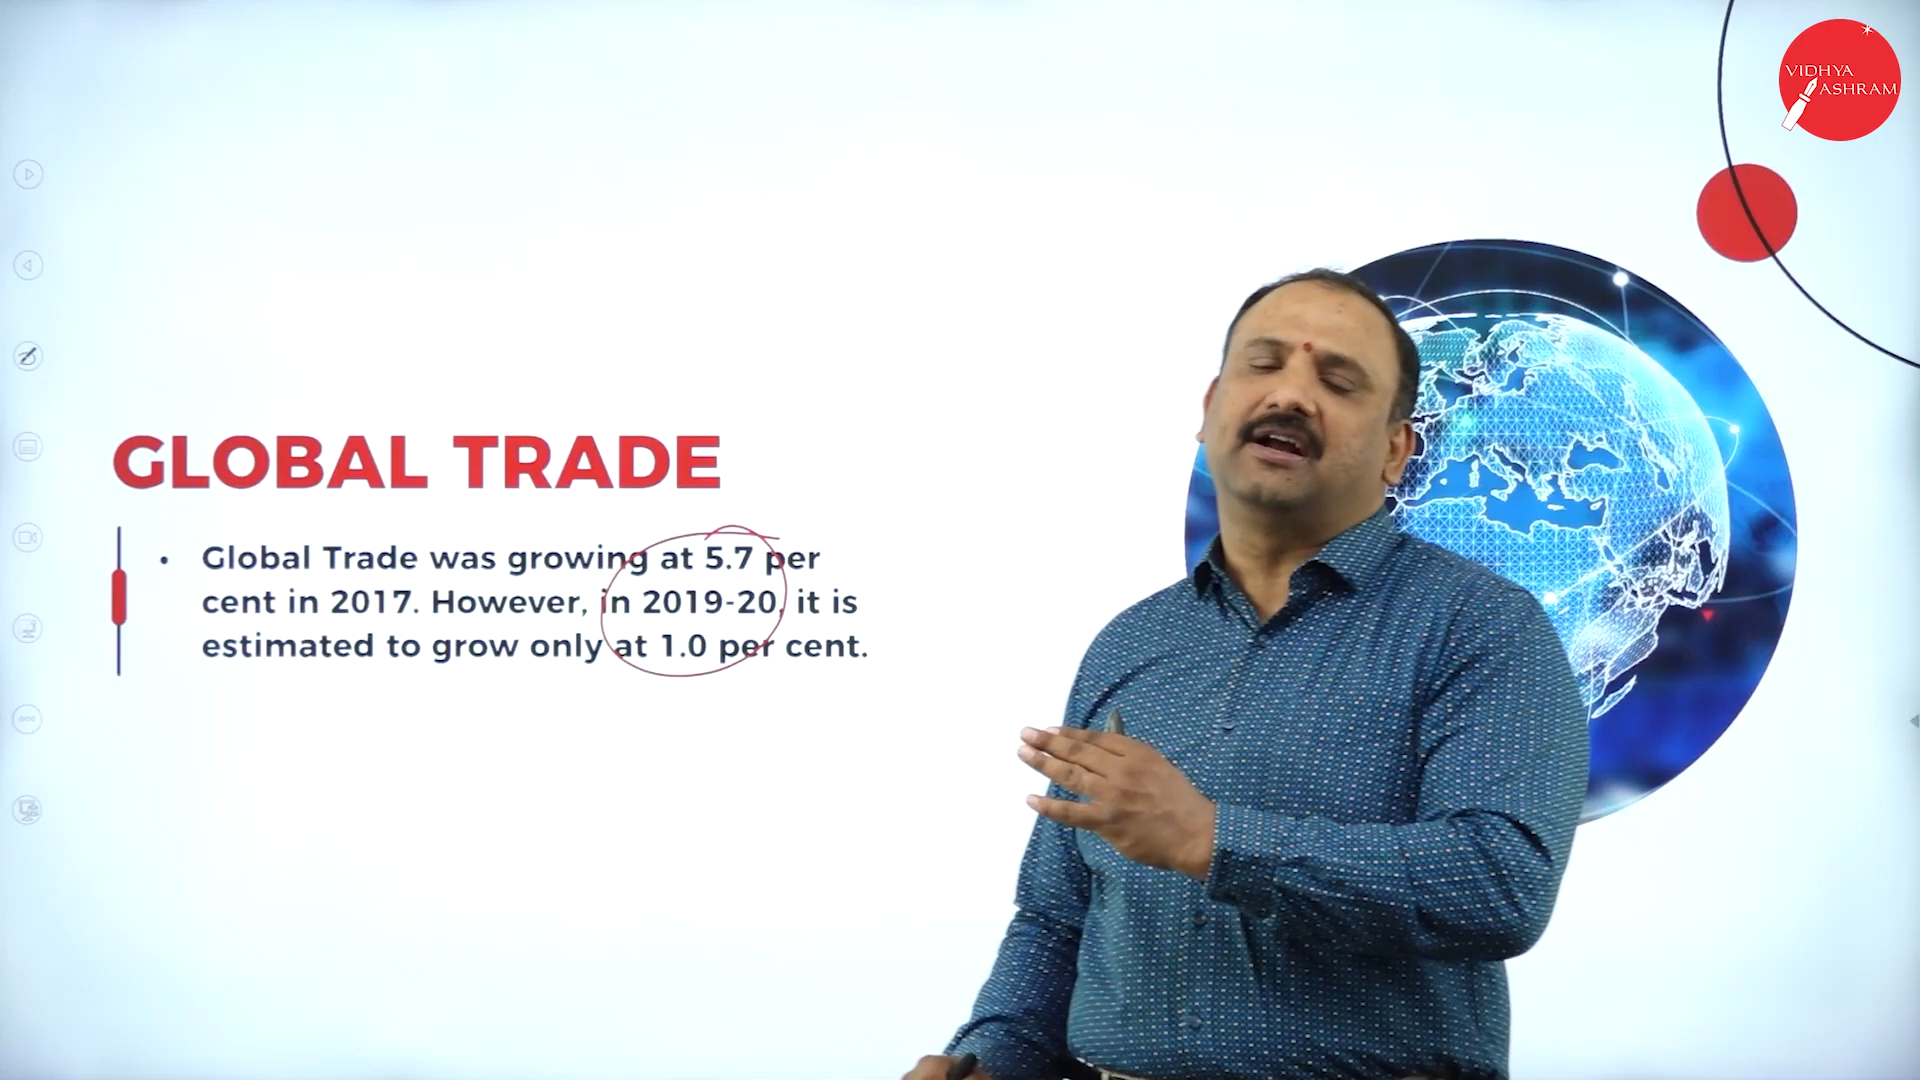 VIDHYA
ASHRAM
GLOBAL TRADE
• Global Trade was growing at 5.7 per
cent in 2017. However, in 2019-20, it is
estimated to grow only at 1.0 per cent.